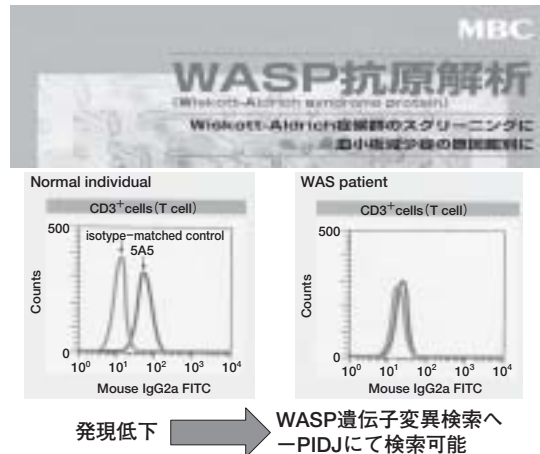 MBC
WASP抗原解析
(Wiskott-Aldrich syndrome protein)
Wiskott-Aldrich症候群のスクリーニングに
血小板減少症の原因鑑別に
Normal individual
CD3+cells(T cell)
500
isotype-matched control
5A5
Counts
0
10⁰ 10¹ 10² 10³ 10⁴
Mouse IgG2a FITC
WAS patient
CD3+cells(T cell)
500
Counts
0
10⁰ 10¹ 10² 10³ 10⁴
Mouse IgG2a FITC
発現低下
WASP遺伝子変異検索へ
ーPIDJにて検索可能